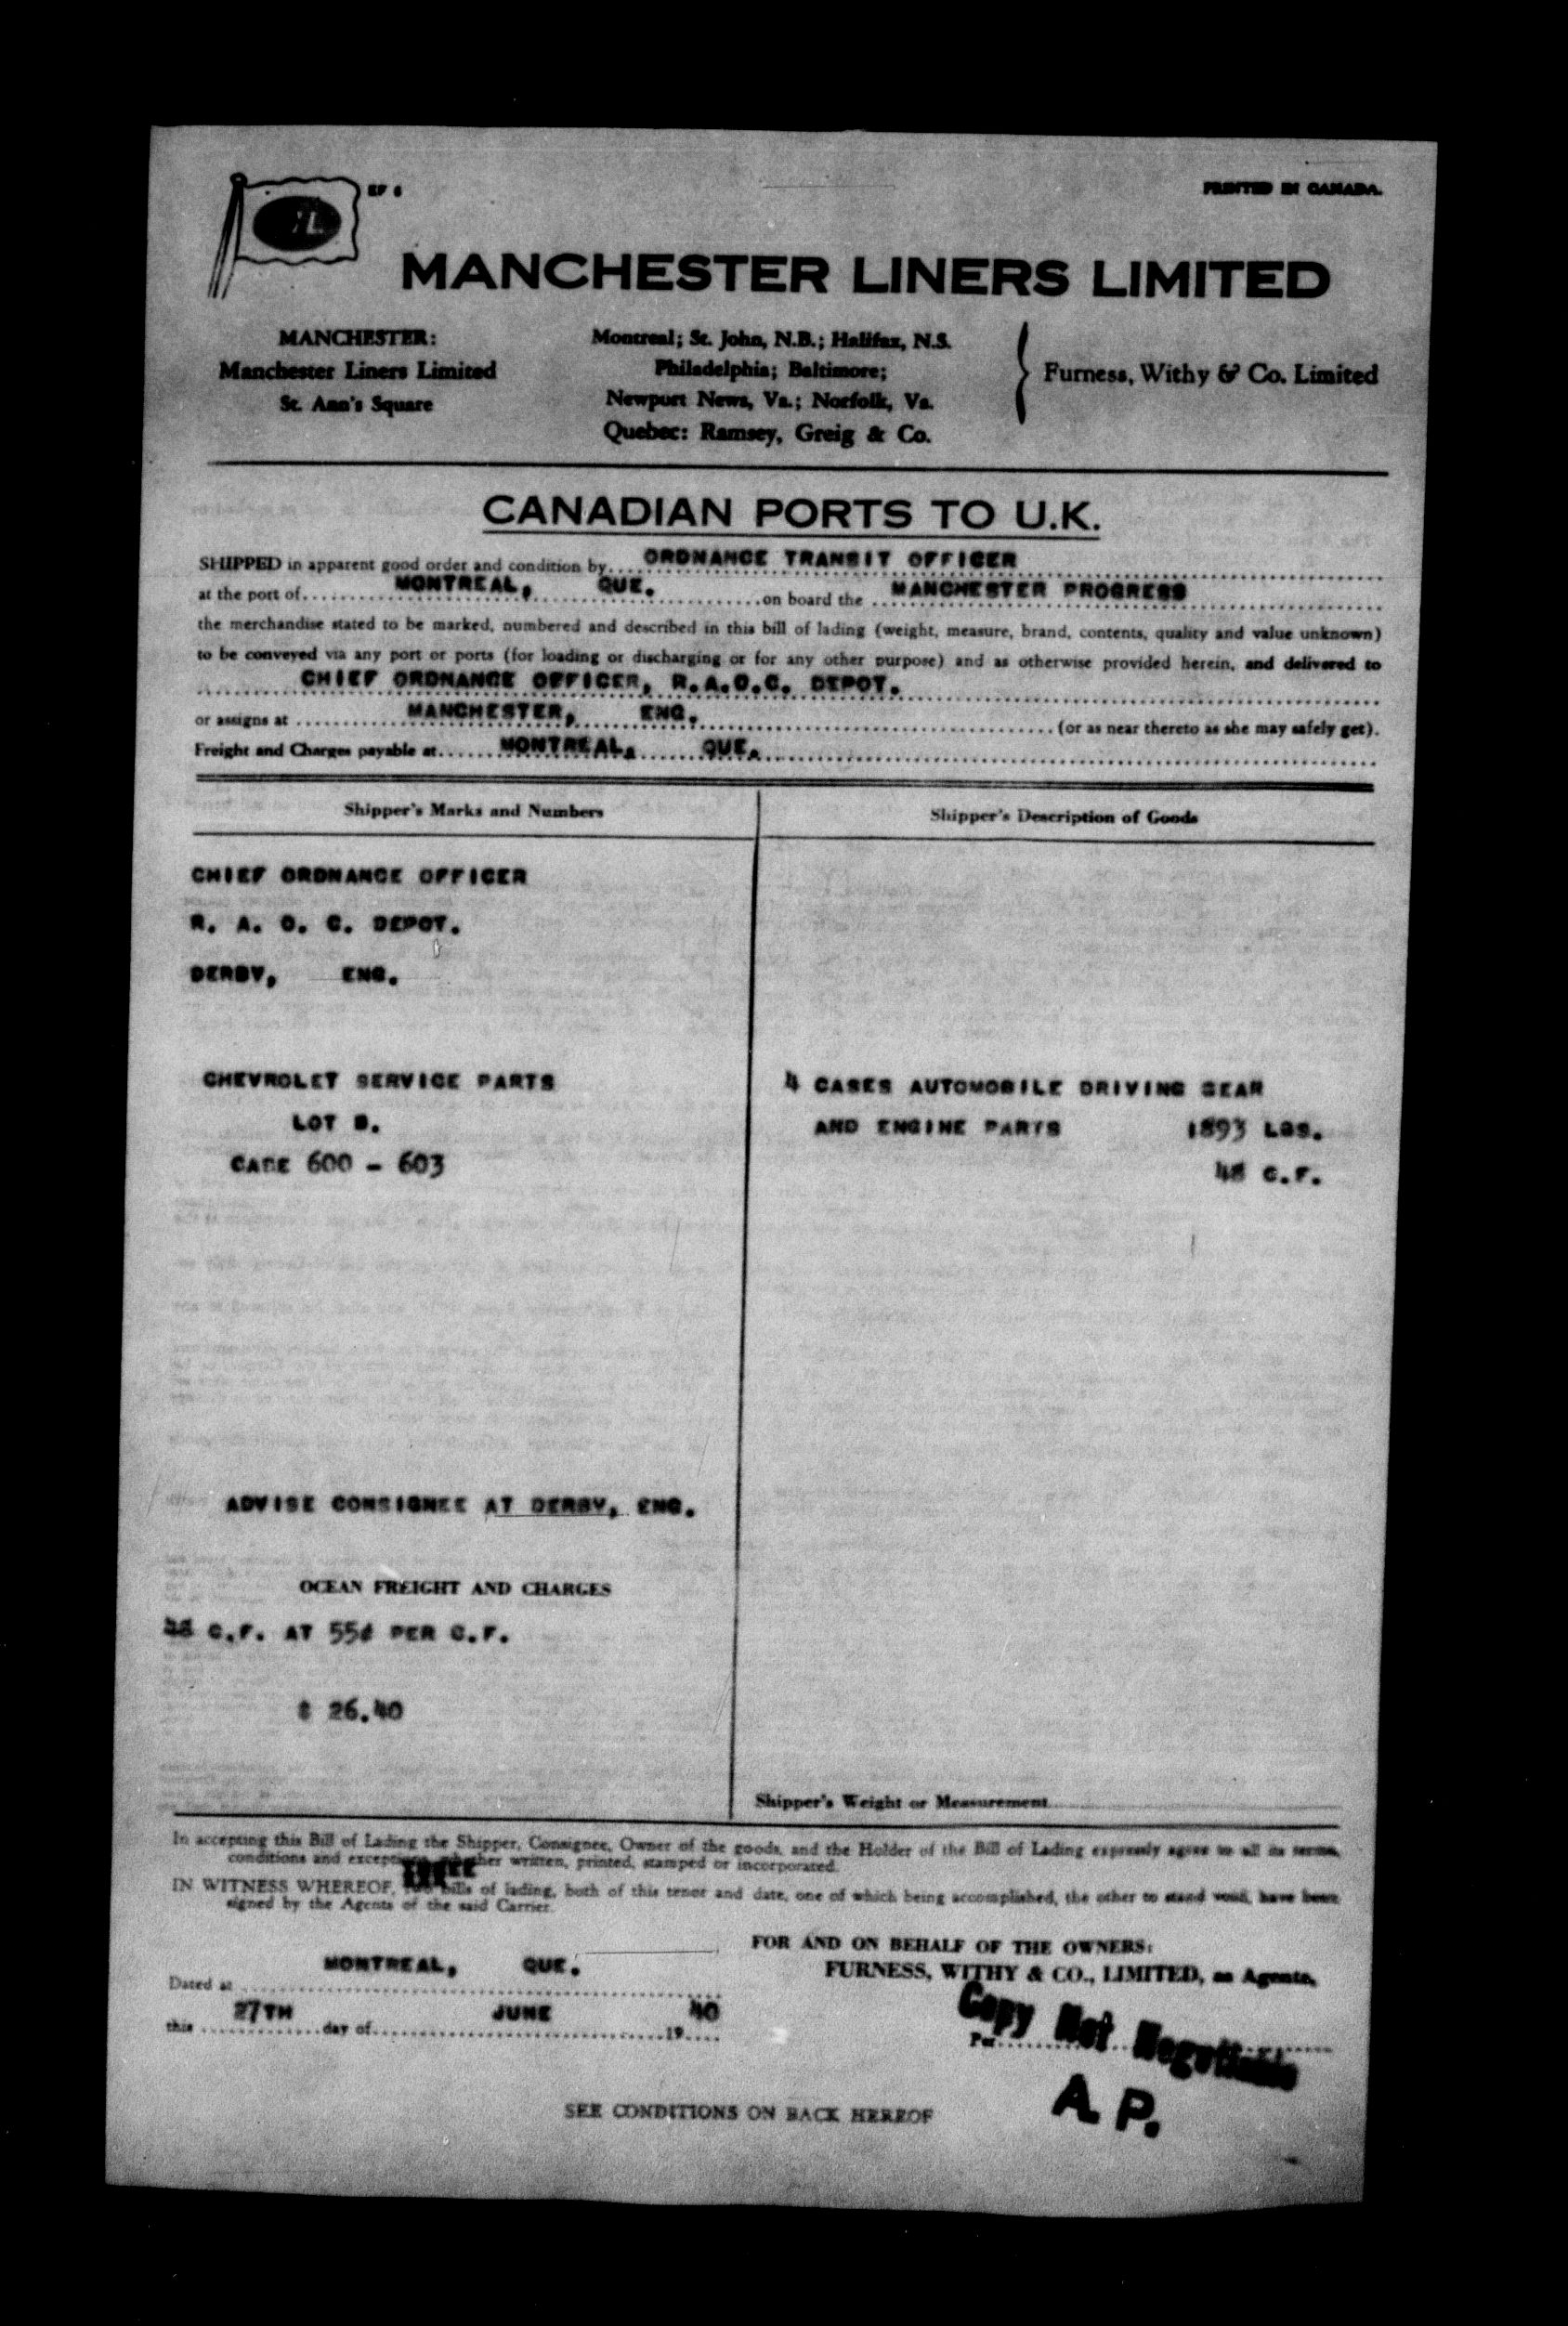 PRINTED IN CANADA.
MANCHESTER LINERS LIMITED
MANCHESTER:
Manchester Liners Limited
St. Ann's Square
Montreal; St. John, N.B.; Halifax, N.S.
Philadelphia; Baltimore;
Newport News, Va.; Norfolk, Va.
Quebec: Ramsey, Greig & Co.
Furness, Withy & Co. Limited
CANADIAN PORTS TO U.K.
SHIPPED in apparent good order and condition by.... ORDNANCE TRANSIT OFFICER
at the port of.......... MONTREAL, QUE. ..........on board the .. MANCHESTER PROGRESS
the merchandise stated to be marked, numbered and described in this bill of lading (weight, measure, brand, contents, quality and value unknown)
to be conveyed via any port or ports (for loading or discharging or for any other purpose) and as otherwise provided herein, and delivered to
CHIEF ORDNANCE OFFICER, R.A.O.C. DEPOT.
or assigns at .......... MANCHESTER, ENG. .......... (or as near thereto as she may safely get).
Freight and Charges payable at...... MONTREAL, QUE.
Shipper's Marks and Numbers
Shipper's Description of Goods
CHIEF ORDNANCE OFFICER
R. A. O. C. DEPOT.
DERBY, ENG.
CHEVROLET SERVICE PARTS
LOT B.
CASE 600 - 603
4 CASES AUTOMOBILE DRIVING GEAR
AND ENGINE PARTS 1893 LBS.
48 C.F.
ADVISE CONSIGNEE AT DERBY, ENG.
OCEAN FREIGHT AND CHARGES
48 C.F. AT 55¢ PER C.F.
$ 26.40
Shipper's Weight or Measurement
In accepting this Bill of Lading the Shipper, Consignee, Owner of the goods, and the Holder of the Bill of Lading expressly agree to all its terms,
conditions and exceptions, whether written, printed, stamped or incorporated.
THREE
IN WITNESS WHEREOF, two bills of lading, both of this tenor and date, one of which being accomplished, the other to stand void, have been
signed by the Agents of the said Carrier.
FOR AND ON BEHALF OF THE OWNERS:
FURNESS, WITHY & CO., LIMITED, as Agents,
Dated at MONTREAL, QUE.
this 27TH day of JUNE 1940
Per
Copy Not Negotiable
A. P.
SEE CONDITIONS ON BACK HEREOF